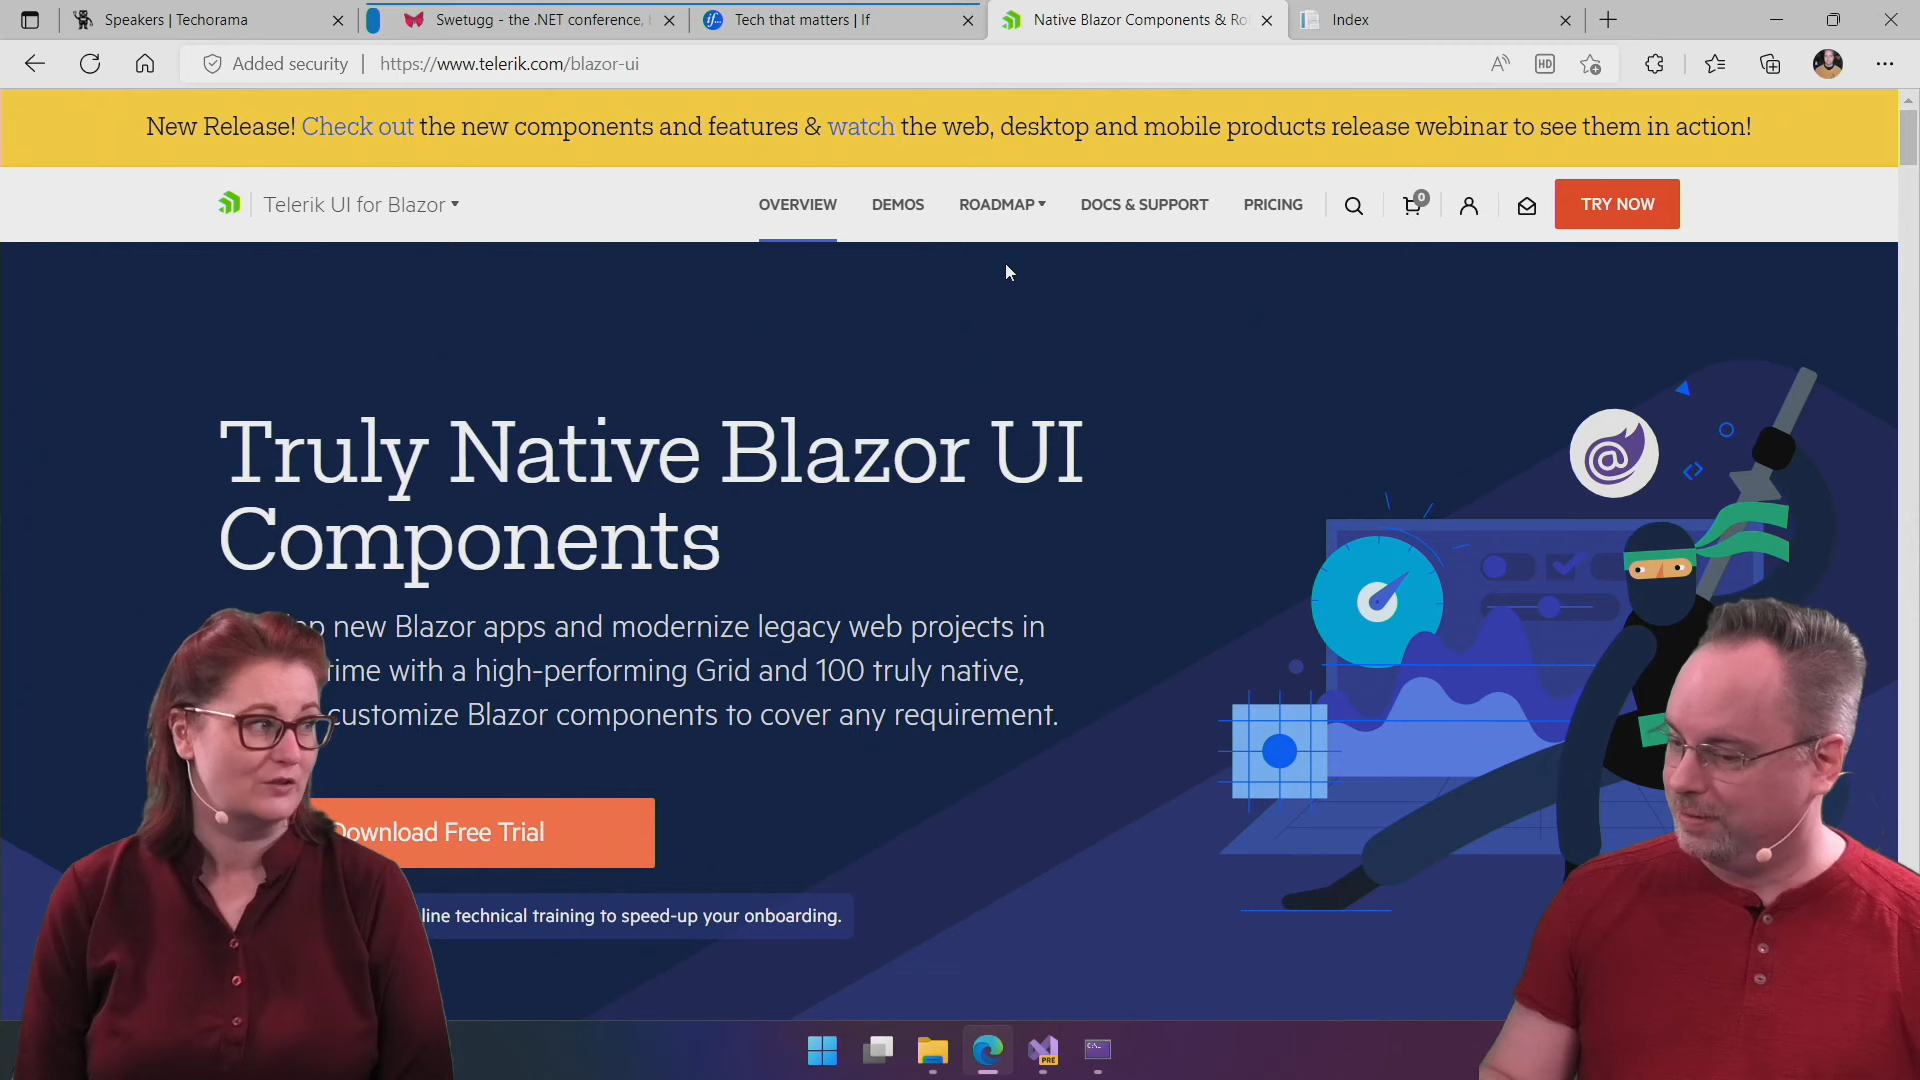 Speakers | Techorama
Swetugg - the .NET conference,
Tech that matters | If
Native Blazor Components & Ro
Index
Added security
https://www.telerik.com/blazor-ui
HD
New Release! Check out the new components and features & watch the web, desktop and mobile products release webinar to see them in action!
Telerik UI for Blazor
OVERVIEW
DEMOS
ROADMAP
DOCS & SUPPORT
PRICING
0
TRY NOW
Truly Native Blazor UI
Components
new Blazor apps and modernize legacy web projects in
time with a high-performing Grid and 100 truly native,
customize Blazor components to cover any requirement.
Download Free Trial
line technical training to speed-up your onboarding.
PRE